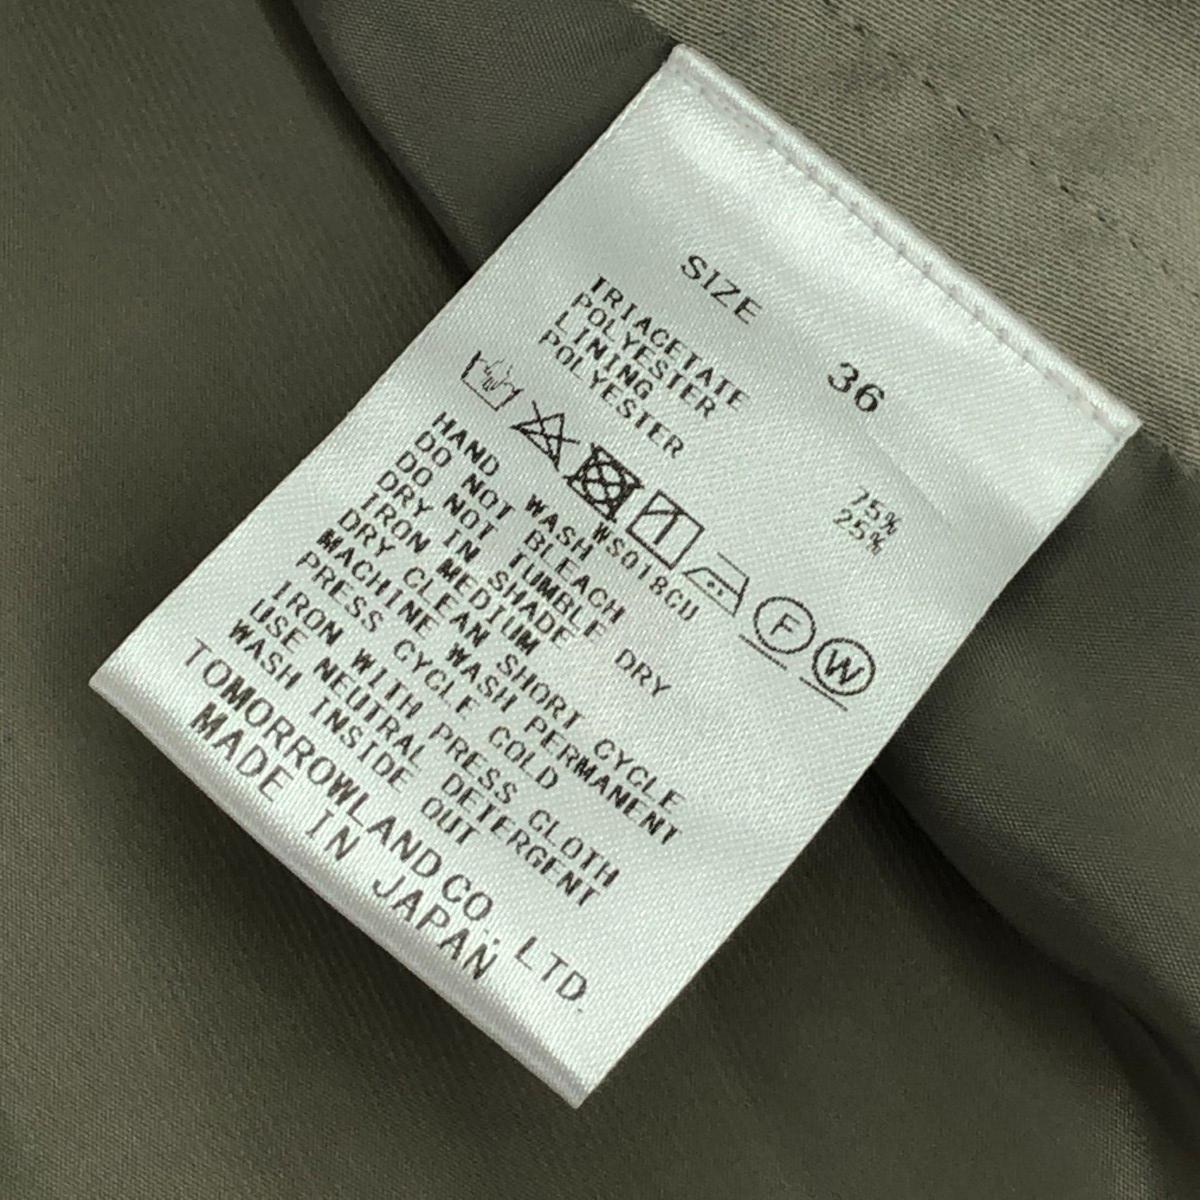 SIZE 36
TRIACETATE 75%
POLYESTER 25%
LINING
POLYESTER
F W
HAND WASH WS018CU
DO NOT BLEACH
DO NOT TUMBLE DRY
DRY IN SHADE
IRON MEDIUM
DRY CLEAN SHORT CYCLE
MACHINE WASH PERMANENT
PRESS CYCLE COLD
IRON WITH PRESS CLOTH
USE NEUTRAL DETERGENT
WASH INSIDE OUT
TOMORROWLAND CO., LTD.
MADE IN JAPAN